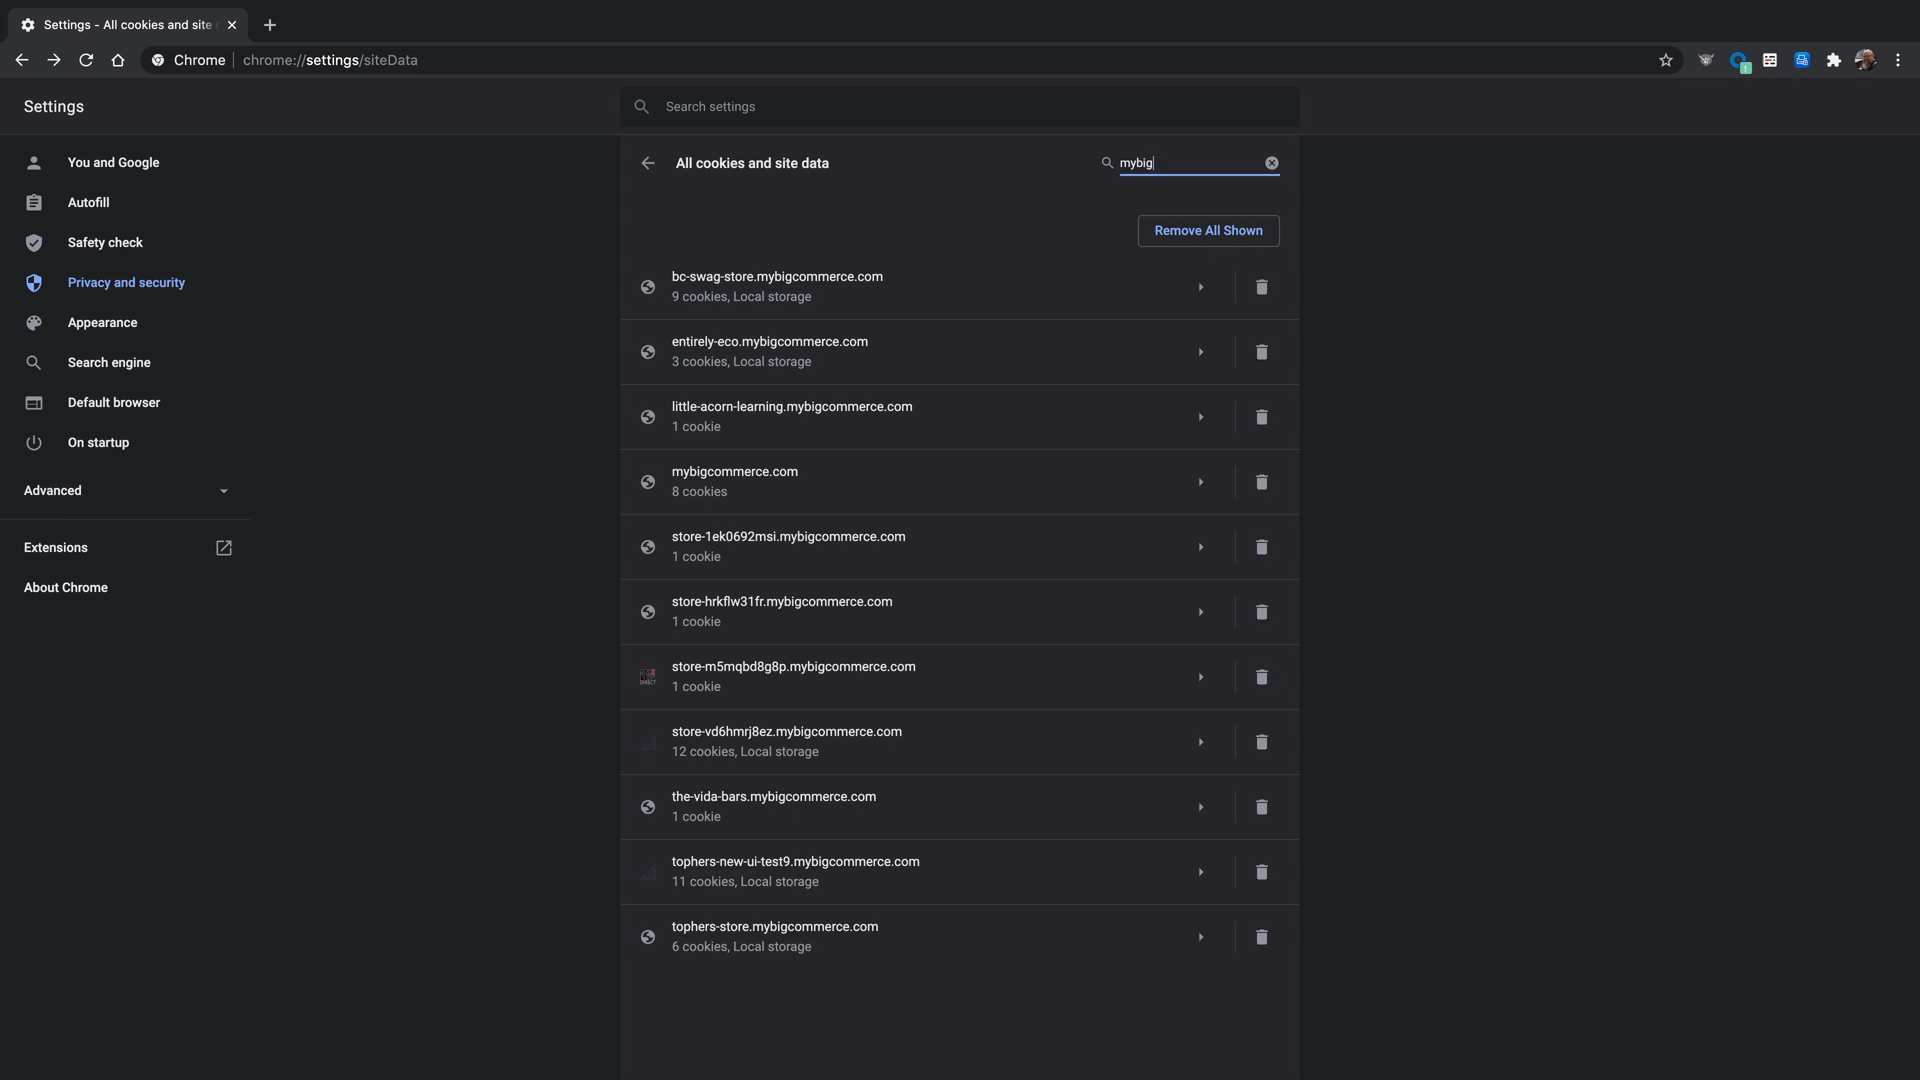 Settings - All cookies and site
Chrome
chrome://settings/siteData
Settings
Search settings
You and Google
Autofill
Safety check
Privacy and security
Appearance
Search engine
Default browser
On startup
Advanced
Extensions
About Chrome
All cookies and site data
mybig
Remove All Shown
bc-swag-store.mybigcommerce.com
9 cookies, Local storage
entirely-eco.mybigcommerce.com
3 cookies, Local storage
little-acorn-learning.mybigcommerce.com
1 cookie
mybigcommerce.com
8 cookies
store-1ek0692msi.mybigcommerce.com
1 cookie
store-hrkflw31fr.mybigcommerce.com
1 cookie
DIRECT
store-m5mqbd8g8p.mybigcommerce.com
1 cookie
store-vd6hmrj8ez.mybigcommerce.com
12 cookies, Local storage
the-vida-bars.mybigcommerce.com
1 cookie
tophers-new-ui-test9.mybigcommerce.com
11 cookies, Local storage
tophers-store.mybigcommerce.com
6 cookies, Local storage